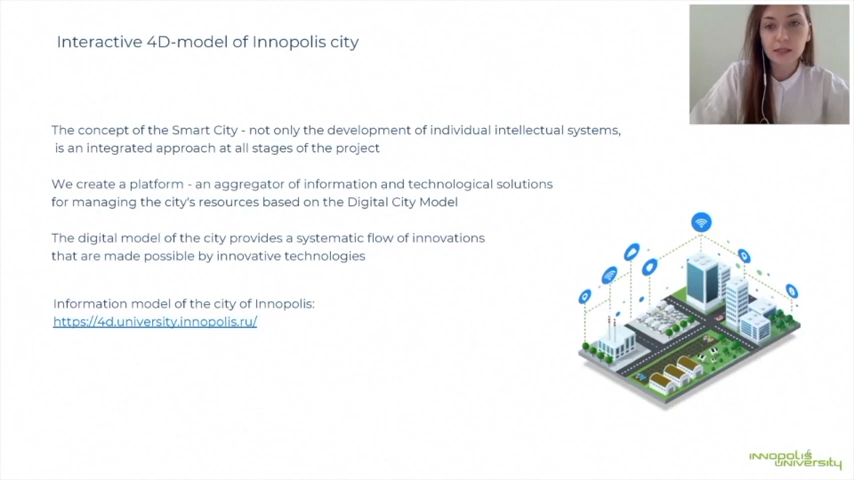 Interactive 4D-model of Innopolis city
The concept of the Smart City - not only the development of individual intellectual systems,
is an integrated approach at all stages of the project
We create a platform - an aggregator of information and technological solutions
for managing the city's resources based on the Digital City Model
The digital model of the city provides a systematic flow of innovations
that are made possible by innovative technologies
Information model of the city of Innopolis:
https://4d.university.innopolis.ru/
INNOPOLIS
UNIVERSITY